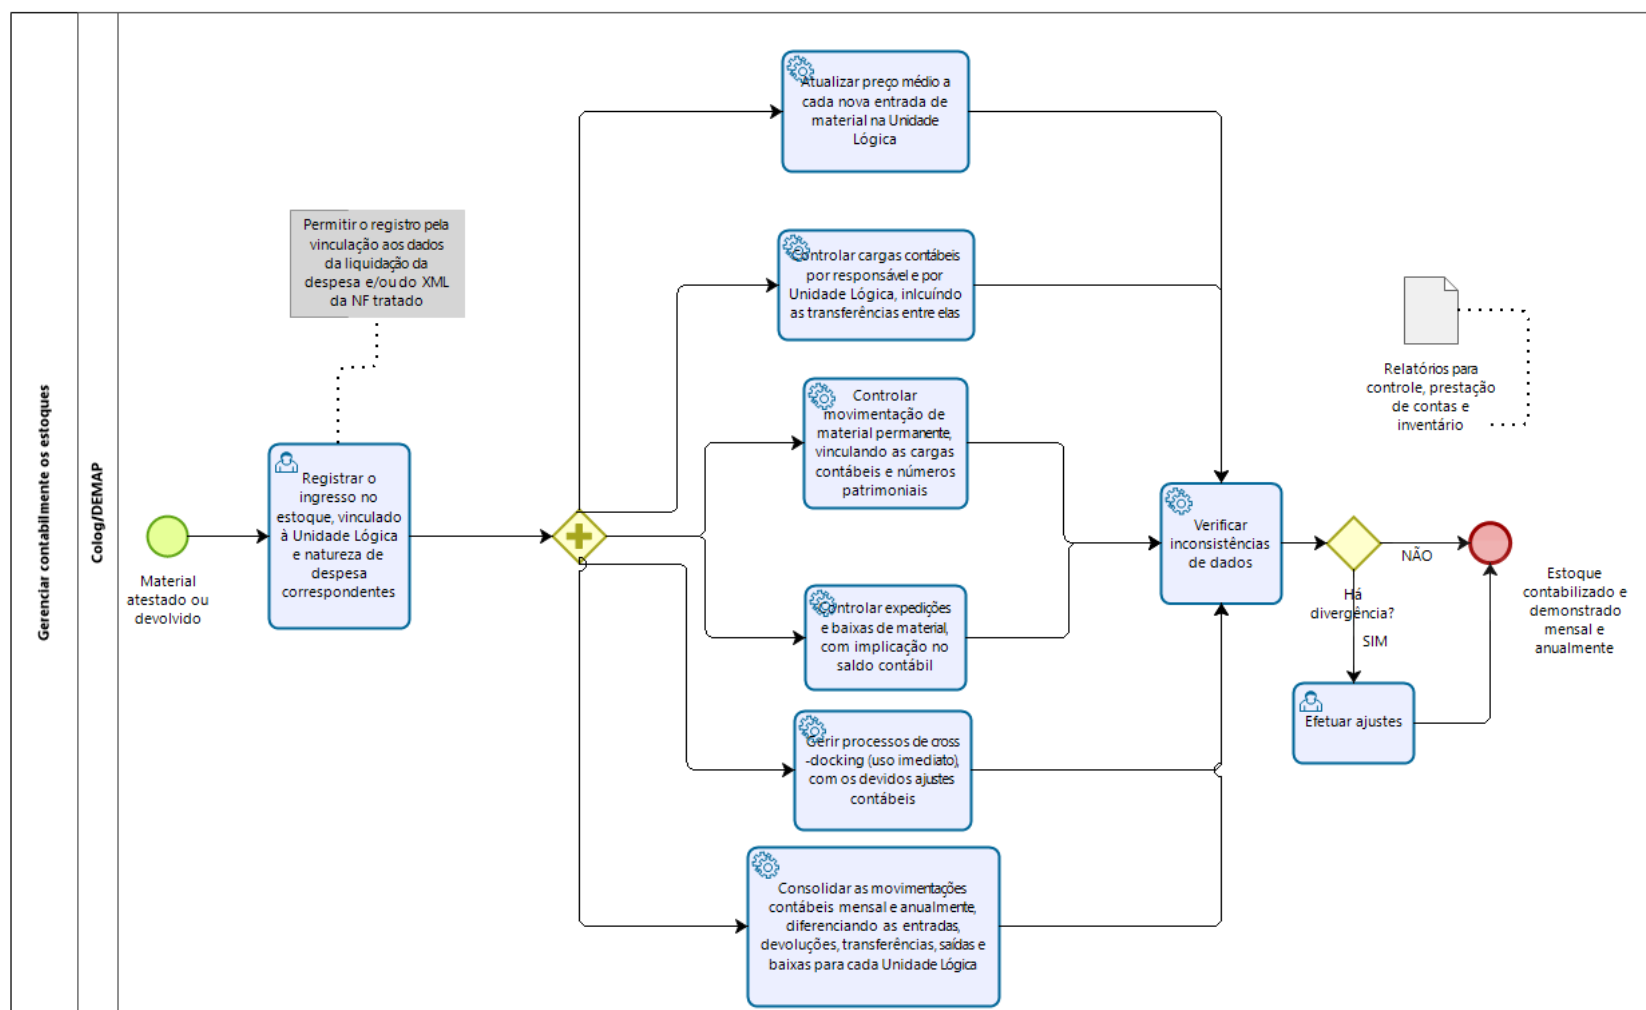 Gerenciar contabilmente os estoques
Colog/DEMAP
Material
atestado ou
devolvido
Permitir o registro pela
vinculação aos dados
da liquidação da
despesa e/ou do XML
da NF tratado
Registrar o
ingresso no
estoque, vinculado
à Unidade Lógica
e natureza de
despesa
correspondentes
Atualizar preço médio a
cada nova entrada de
material na Unidade
Lógica
Controlar cargas contábeis
por responsável e por
Unidade Lógica, inlcuíndo
as transferências entre elas
Controlar
movimentação de
material permanente,
vinculando as cargas
contábeis e números
patrimoniais
Controlar expedições
e baixas de material,
com implicação no
saldo contábil
Gerir processos de cross
-docking (uso imediato),
com os devidos ajustes
contábeis
Consolidar as movimentações
contábeis mensal e anualmente,
diferenciando as entradas,
devoluções, transferências, saídas e
baixas para cada Unidade Lógica
Verificar
inconsistências
de dados
Há
divergência?
NÃO
SIM
Efetuar ajustes
Relatórios para
controle, prestação
de contas e
inventário
Estoque
contabilizado e
demonstrado
mensal e
anualmente